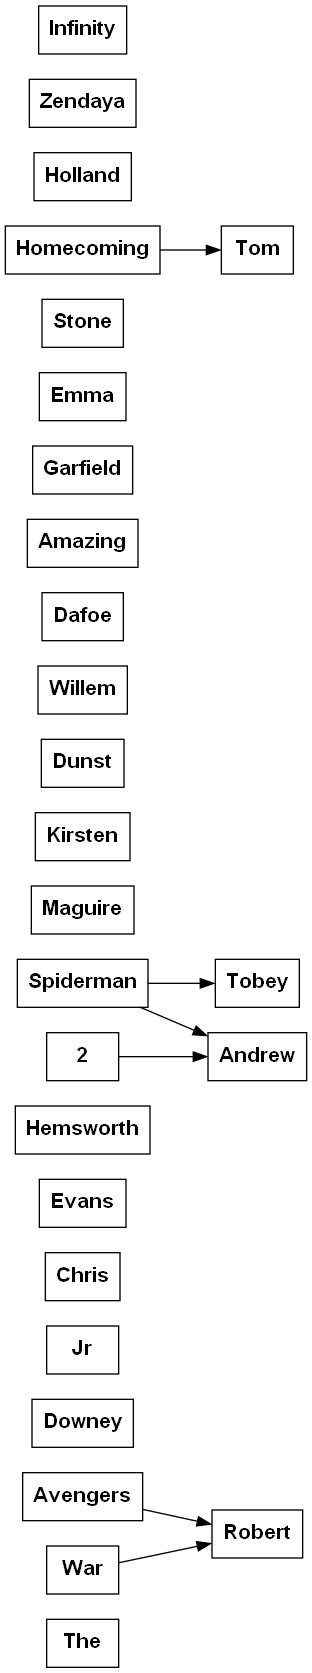 Infinity
Zendaya
Holland
Homecoming
Tom
Stone
Emma
Garfield
Amazing
Dafoe
Willem
Dunst
Kirsten
Maguire
Spiderman
Tobey
2
Andrew
Hemsworth
Evans
Chris
Jr
Downey
Avengers
Robert
War
The